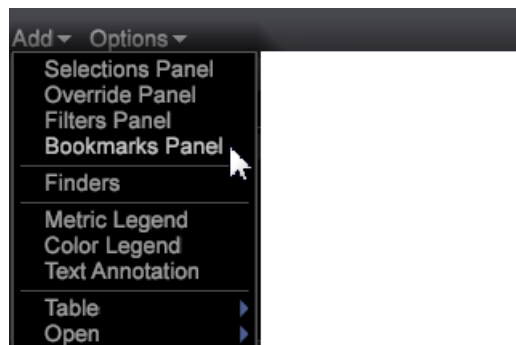 Add Options
Selections Panel
Override Panel
Filters Panel
Bookmarks Panel
Finders
Metric Legend
Color Legend
Text Annotation
Table
Open